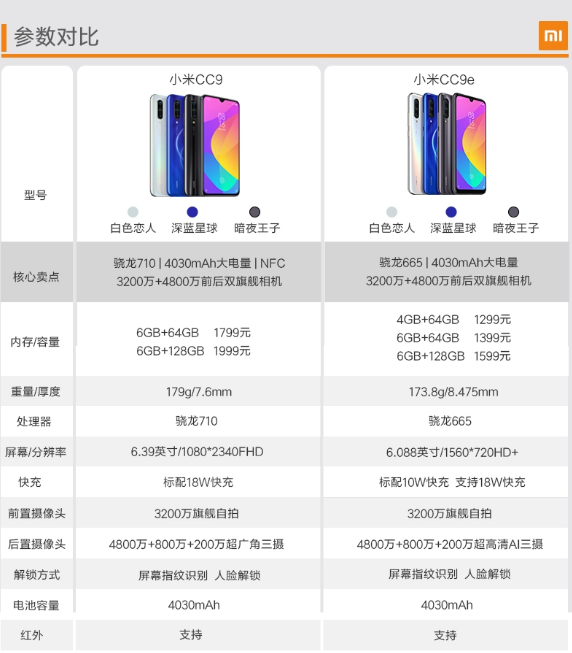 参数对比
mi
小米CC9
小米CC9e
型号
白色恋人 深蓝星球 暗夜王子
白色恋人 深蓝星球 暗夜王子
核心卖点
骁龙710 | 4030mAh大电量 | NFC
3200万+4800万前后双旗舰相机
骁龙665 | 4030mAh大电量
3200万+4800万前后双旗舰相机
内存/容量
6GB+64GB 1799元
6GB+128GB 1999元
4GB+64GB 1299元
6GB+64GB 1399元
6GB+128GB 1599元
重量/厚度 179g/7.6mm 173.8g/8.475mm
处理器 骁龙710 骁龙665
屏幕/分辨率 6.39英寸/1080*2340FHD 6.088英寸/1560*720HD+
快充 标配18W快充 标配10W快充 支持18W快充
前置摄像头 3200万旗舰自拍 3200万旗舰自拍
后置摄像头 4800万+800万+200万超广角三摄 4800万+800万+200万超高清AI三摄
解锁方式 屏幕指纹识别 人脸解锁 屏幕指纹识别 人脸解锁
电池容量 4030mAh 4030mAh
红外 支持 支持